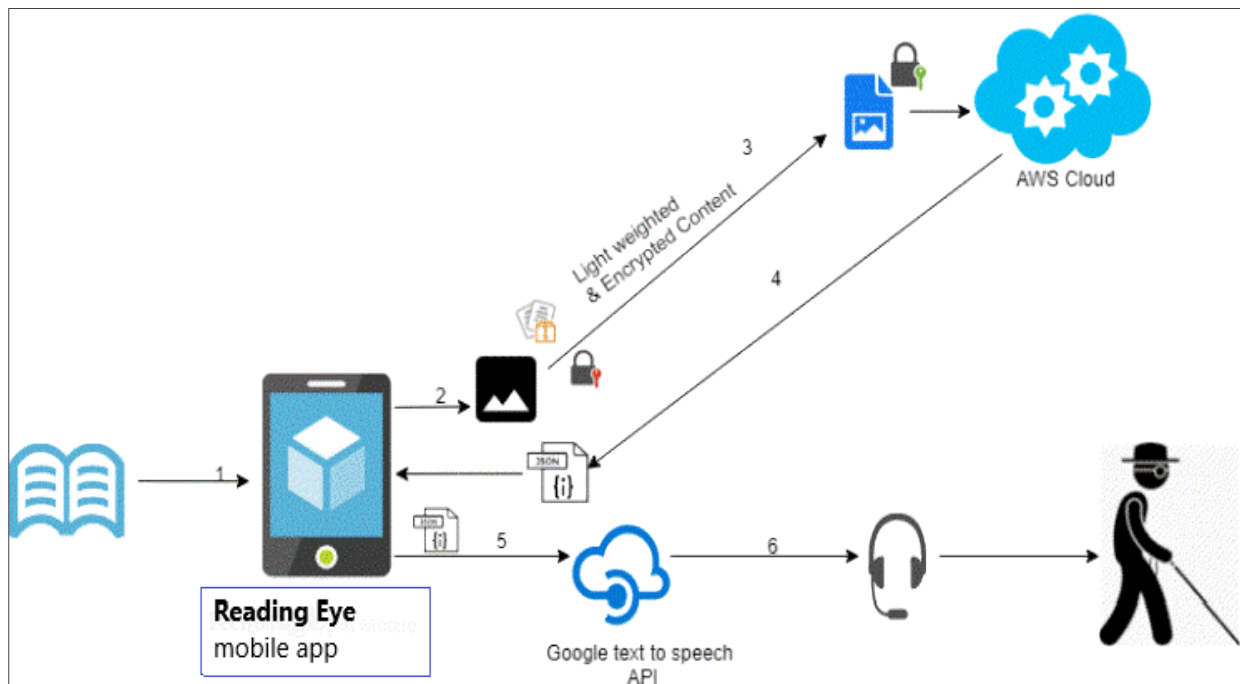 3
AWS Cloud
Light weighted
& Encrypted Content
4
2
JSON
{i}
1
JSON
{i}
5
6
Reading Eye
mobile app
Google text to speech
API